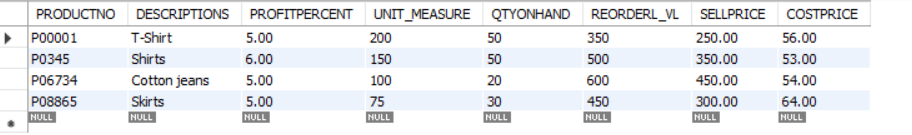 PRODUCTNO DESCRIPTIONS PROFITPERCENT UNIT_MEASURE QTYONHAND REORDERL_VL SELLPRICE COSTPRICE
P00001 T-Shirt 5.00 200 50 350 250.00 56.00
P0345 Shirts 6.00 150 50 500 350.00 53.00
P06734 Cotton jeans 5.00 100 20 600 450.00 54.00
P08865 Skirts 5.00 75 30 450 300.00 64.00
NULL NULL NULL NULL NULL NULL NULL NULL